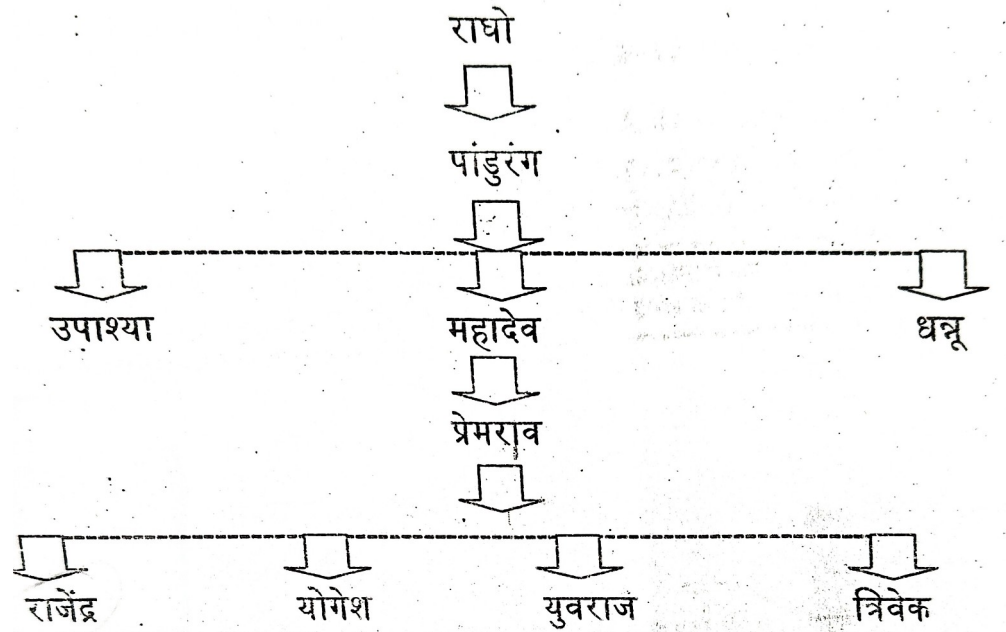 राघो
पांडुरंग
उपाश्या महादेव धन्नू
प्रेमराव
राजेंद्र योगेश युवराज त्रिवेक